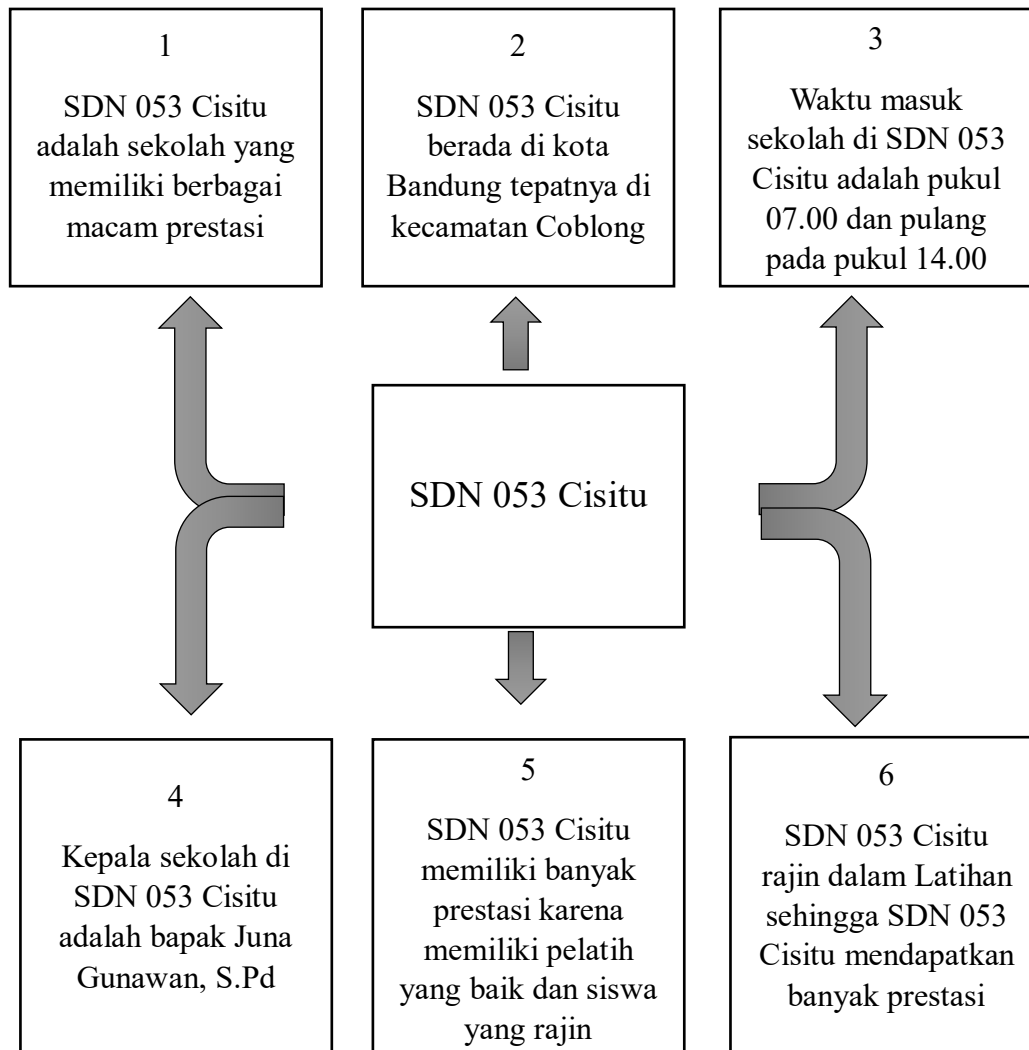 1
SDN 053 Cisitu
adalah sekolah yang
memiliki berbagai
macam prestasi
2
SDN 053 Cisitu
berada di kota
Bandung tepatnya di
kecamatan Coblong
3
Waktu masuk
sekolah di SDN 053
Cisitu adalah pukul
07.00 dan pulang
pada pukul 14.00
SDN 053 Cisitu
4
Kepala sekolah di
SDN 053 Cisitu
adalah bapak Juna
Gunawan, S.Pd
5
SDN 053 Cisitu
memiliki banyak
prestasi karena
memiliki pelatih
yang baik dan siswa
yang rajin
6
SDN 053 Cisitu
rajin dalam Latihan
sehingga SDN 053
Cisitu mendapatkan
banyak prestasi